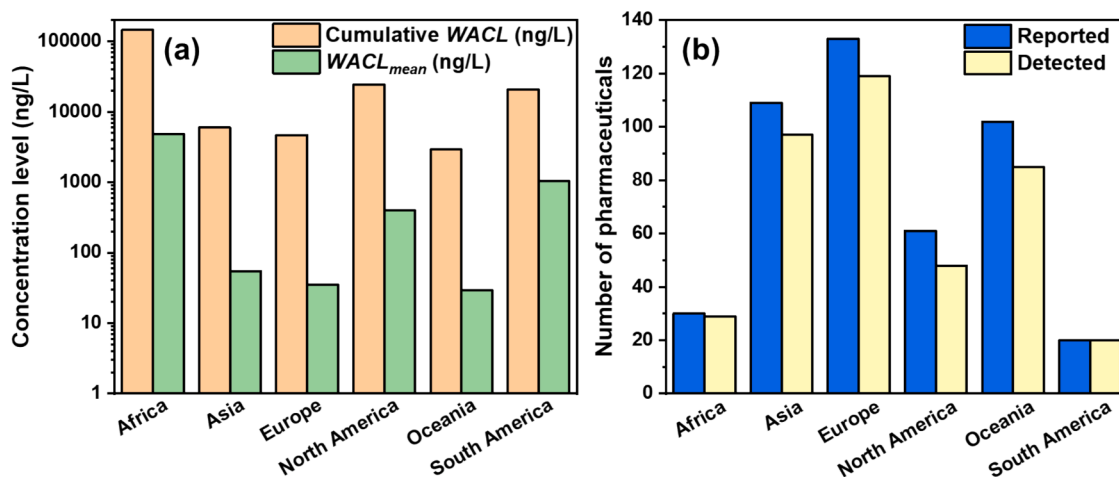 (a)
Cumulative WACL (ng/L)
WACLmean (ng/L)
Concentration level (ng/L)
100000
10000
1000
100
10
1
Africa
Asia
Europe
North America
Oceania
South America
(b)
Reported
Detected
Number of pharmaceuticals
140
120
100
80
60
40
20
0
Africa
Asia
Europe
North America
Oceania
South America